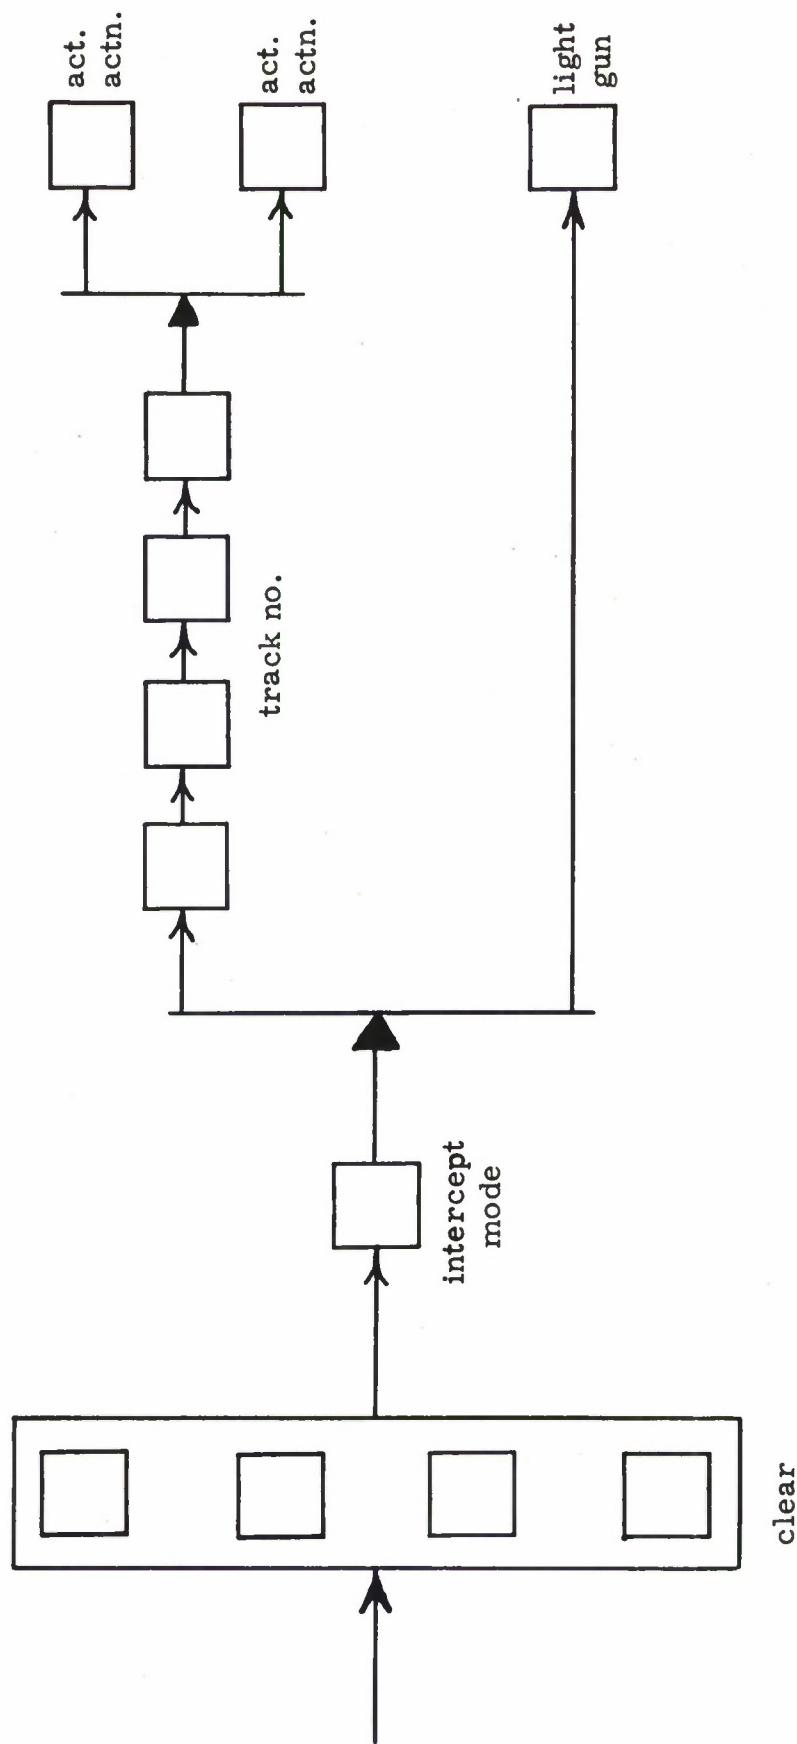 clear
intercept
mode
track no.
act.
actn.
act.
actn.
light
gun